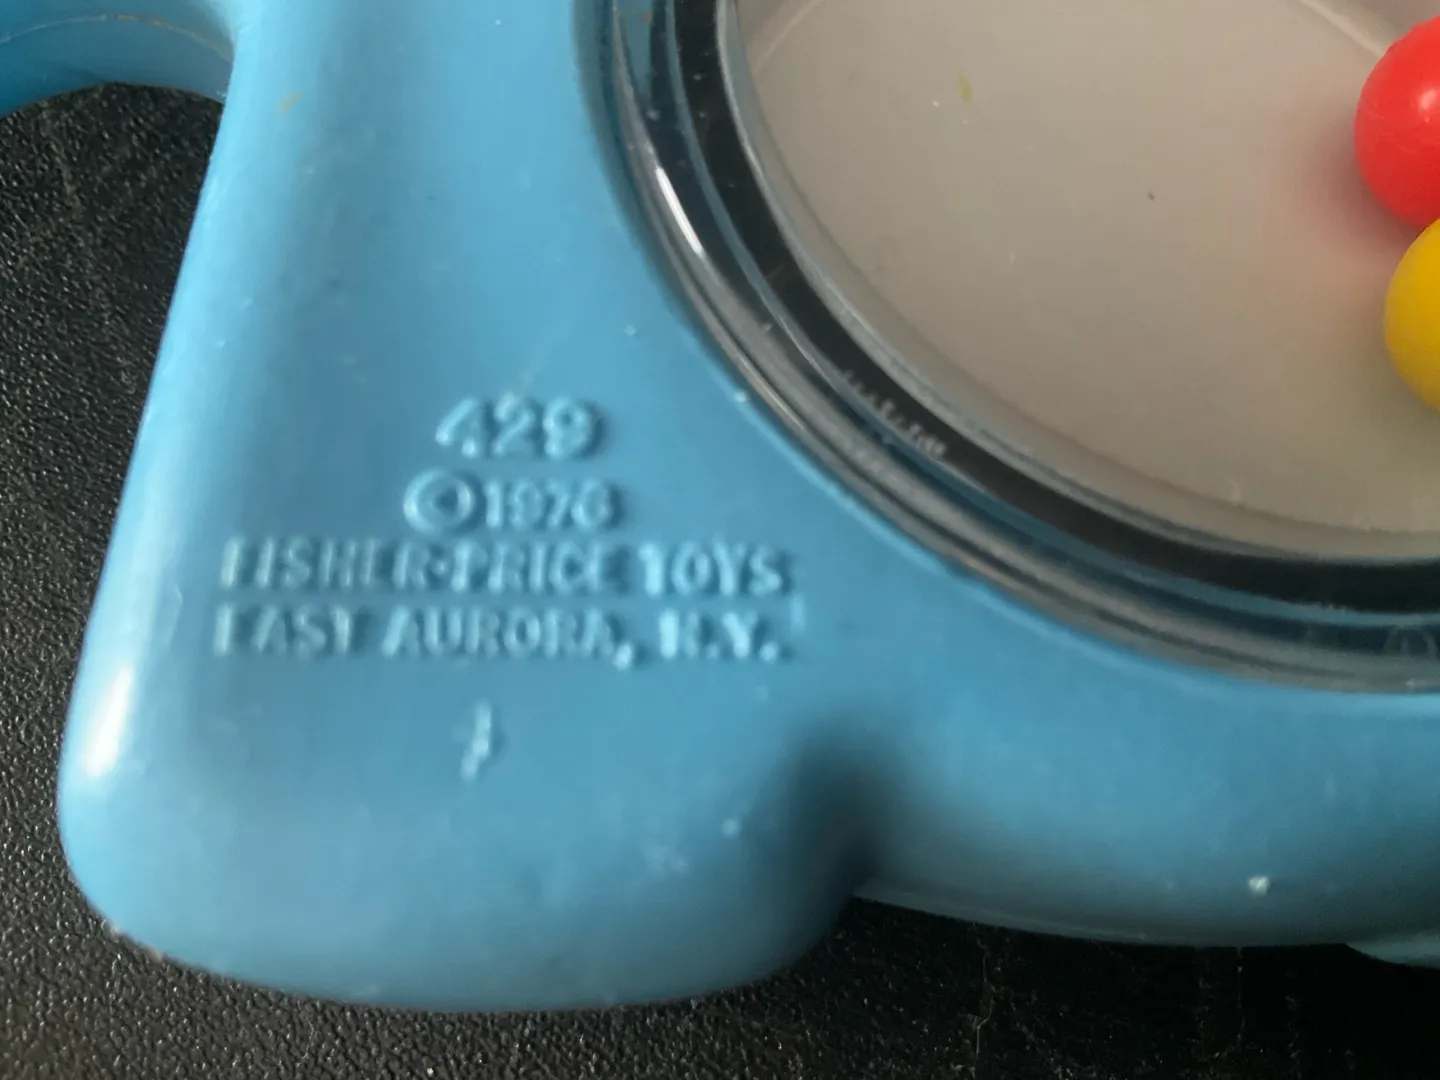 429
©1976
FISHER-PRICE TOYS
EAST AURORA, N.Y.